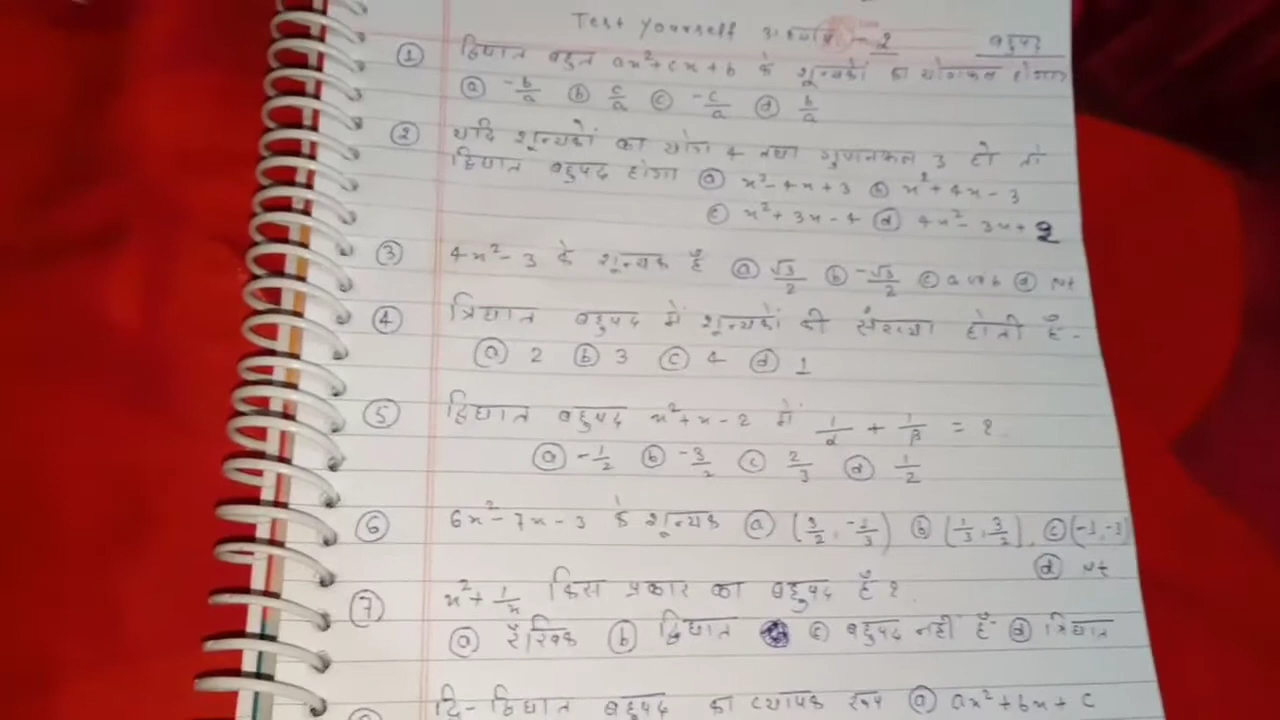 Test Yourself अध्याय - 2 बहुपद
① द्विघात बहुत ax²+cx+b के शून्यकों का योगफल होगा
ⓐ -b/a ⓑ c/a ⓒ -c/a ⓓ b/a
② यदि शून्यकों का योग 4 तथा गुणनफल 3 हो तो
द्विघात बहुपद होगा ⓐ x²-4x+3 ⓑ x²+4x-3
ⓒ x²+3x-4 ⓓ 4x²-3x+2
③ 4x²-3 के शून्यक हैं ⓐ √3/2 ⓑ -√3/2 ⓒ a व b ⓓ Nt
④ त्रिघात बहुपद में शून्यकों की संख्या होती है -
ⓐ 2 ⓑ 3 ⓒ 4 ⓓ 1
⑤ द्विघात बहुपद x²+x-2 में 1/α + 1/β = ?
ⓐ -1/2 ⓑ -3/2 ⓒ 2/3 ⓓ 1/2
⑥ 6x²-7x-3 के शून्यक ⓐ (3/2, -1/3) ⓑ (1/3, 3/2), ⓒ (-1, -3)
ⓓ Nt
⑦ x²+1/x किस प्रकार का बहुपद है ?
ⓐ रैखिक ⓑ द्विघात ⓒ बहुपद नहीं है ⓓ त्रिघात
द्वि-द्विघात बहुपद का व्यापक रूप ⓐ ax²+bx+c